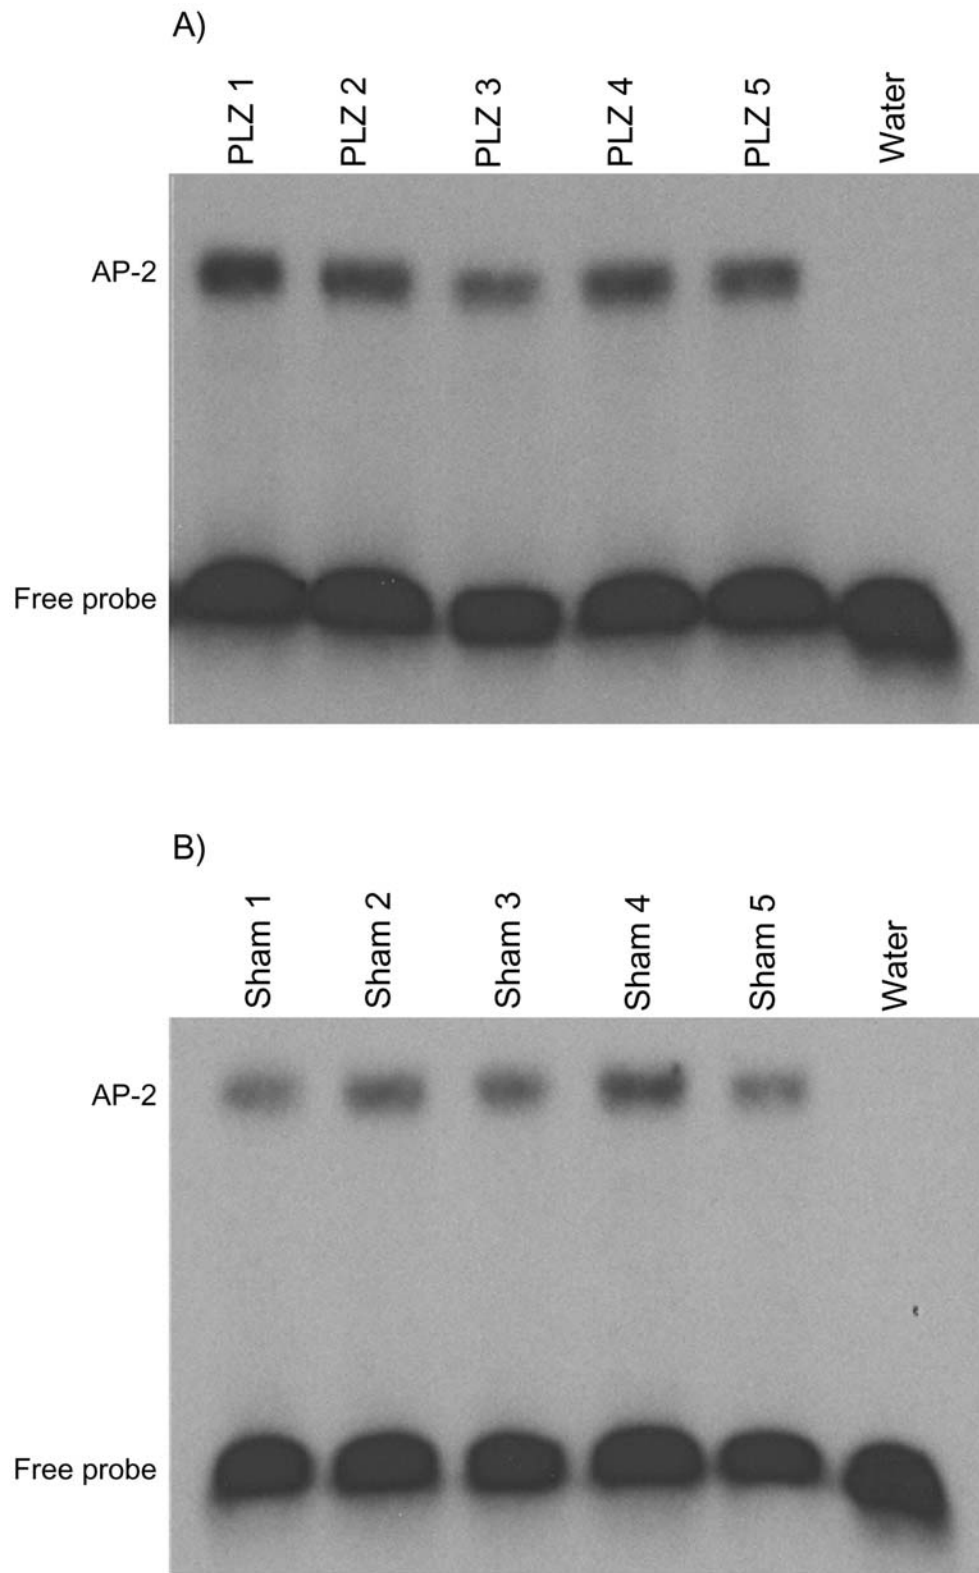 A)
PLZ 1
PLZ 2
PLZ 3
PLZ 4
PLZ 5
Water
AP-2
Free probe
B)
Sham 1
Sham 2
Sham 3
Sham 4
Sham 5
Water
AP-2
Free probe